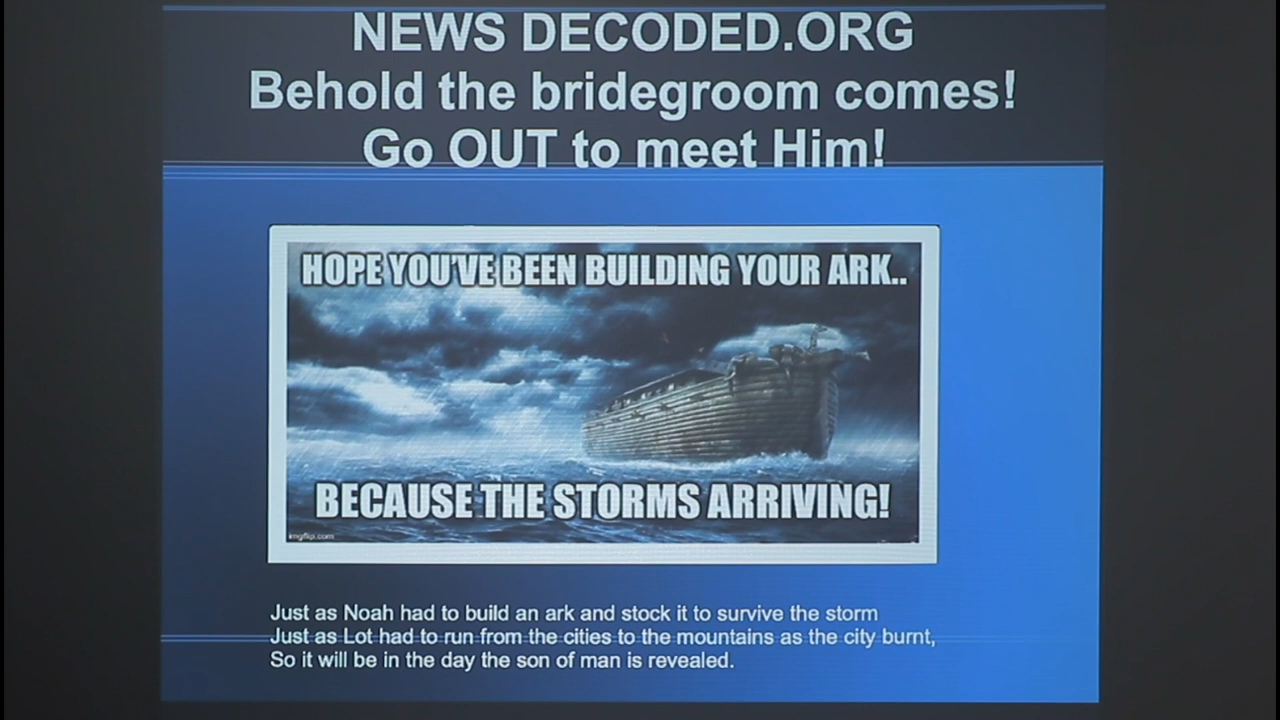 NEWS DECODED.ORG
Behold the bridegroom comes!
Go OUT to meet Him!
HOPE YOU'VE BEEN BUILDING YOUR ARK..
BECAUSE THE STORMS ARRIVING!
imgflip.com
Just as Noah had to build an ark and stock it to survive the storm
Just as Lot had to run from the cities to the mountains as the city burnt,
So it will be in the day the son of man is revealed.